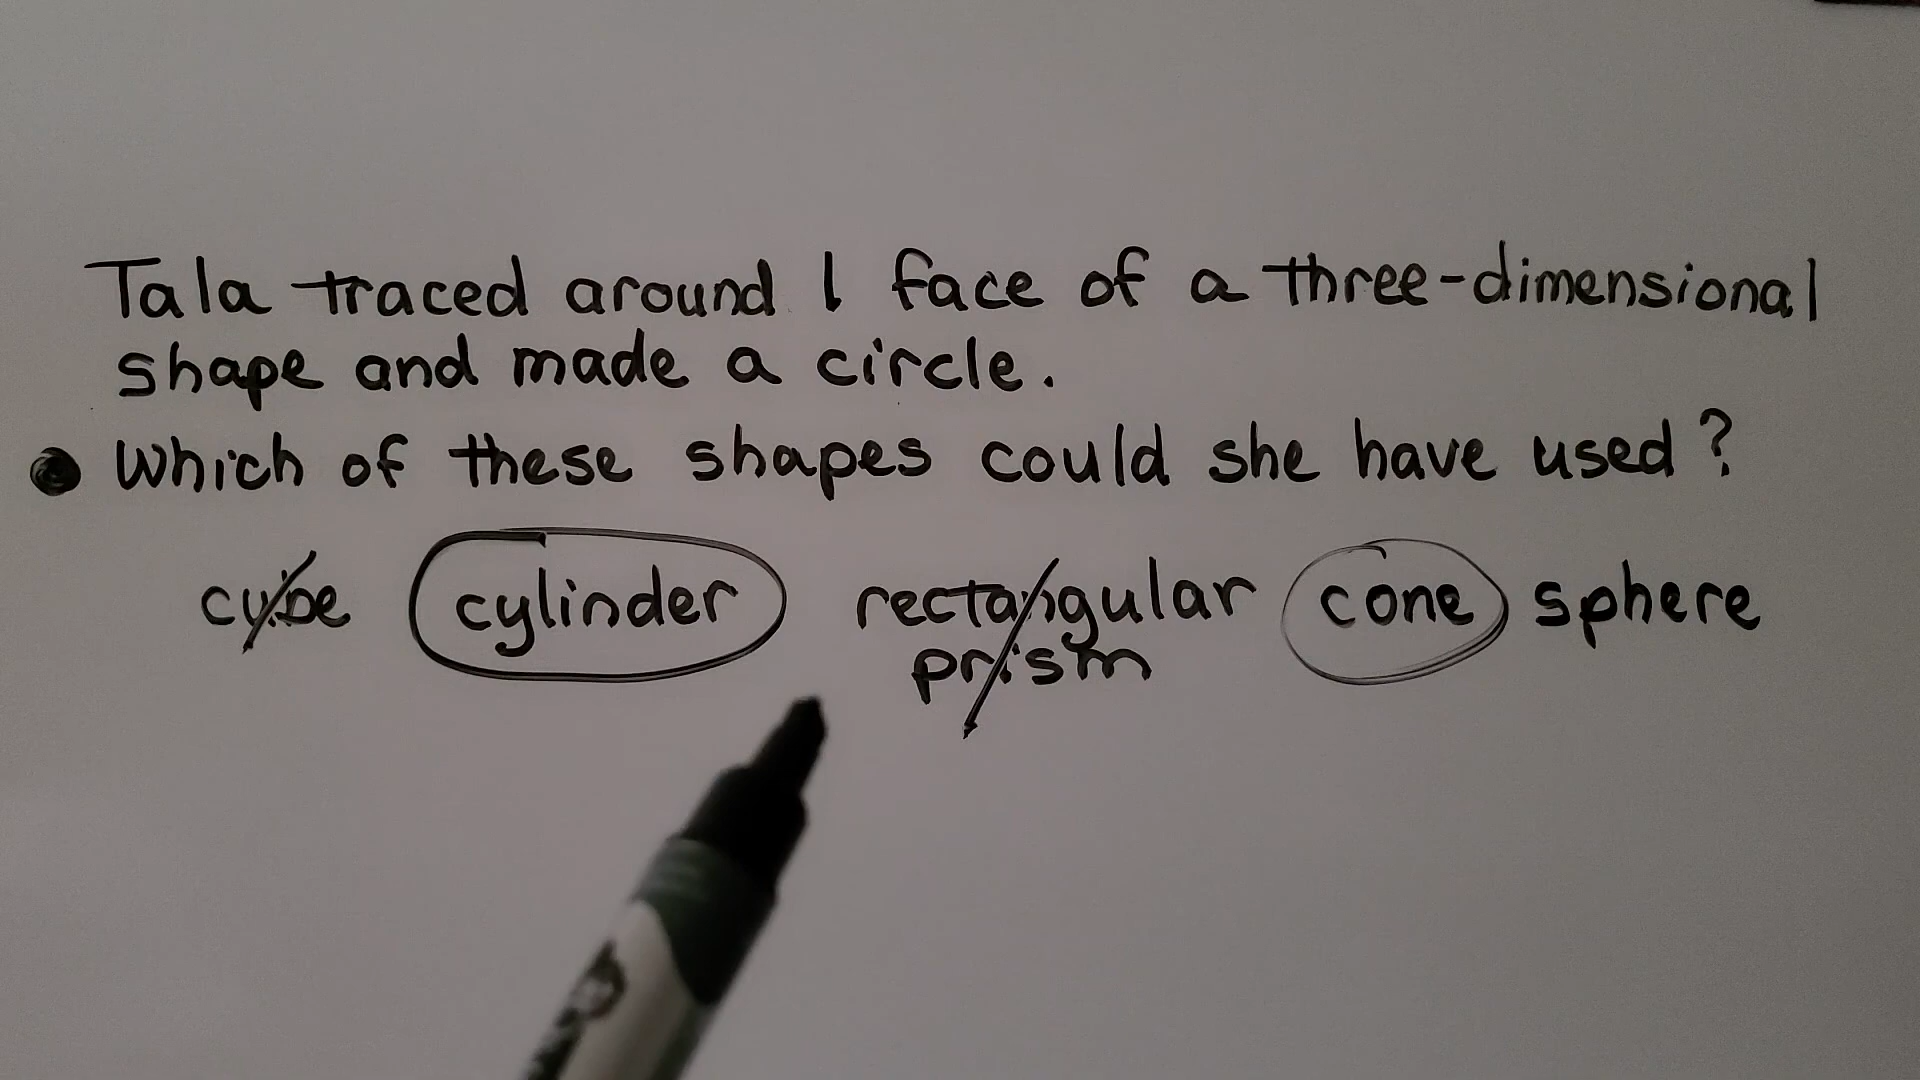 Tala traced around 1 face of a three-dimensional
shape and made a circle.
• Which of these shapes could she have used?
cube cylinder rectangular cone sphere
prism